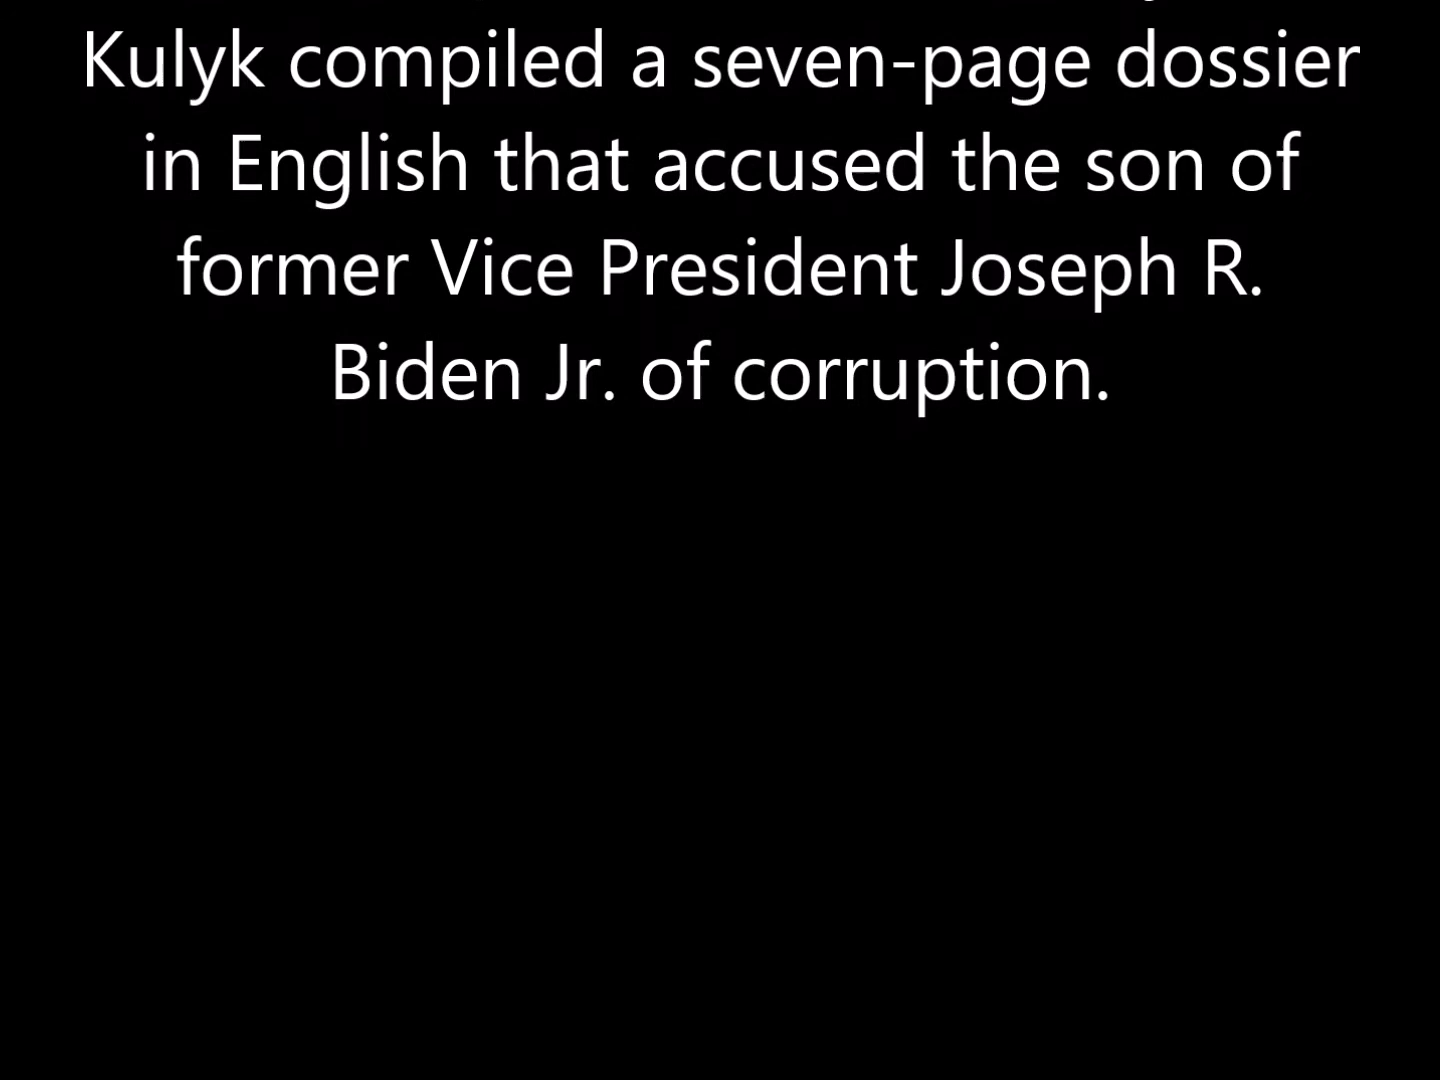 Kulyk compiled a seven-page dossier
in English that accused the son of
former Vice President Joseph R.
Biden Jr. of corruption.